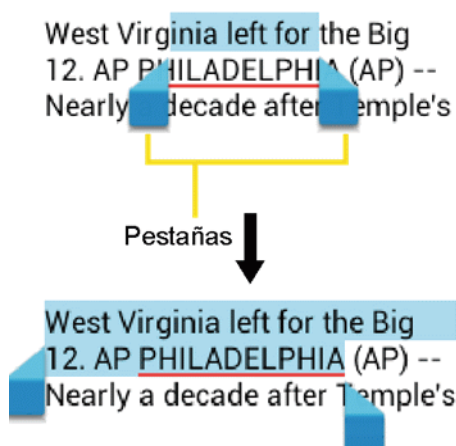 West Virginia left for the Big
12. AP PHILADELPHIA (AP) --
Nearly a decade after Temple's
Pestañas
West Virginia left for the Big
12. AP PHILADELPHIA (AP) --
Nearly a decade after Temple's